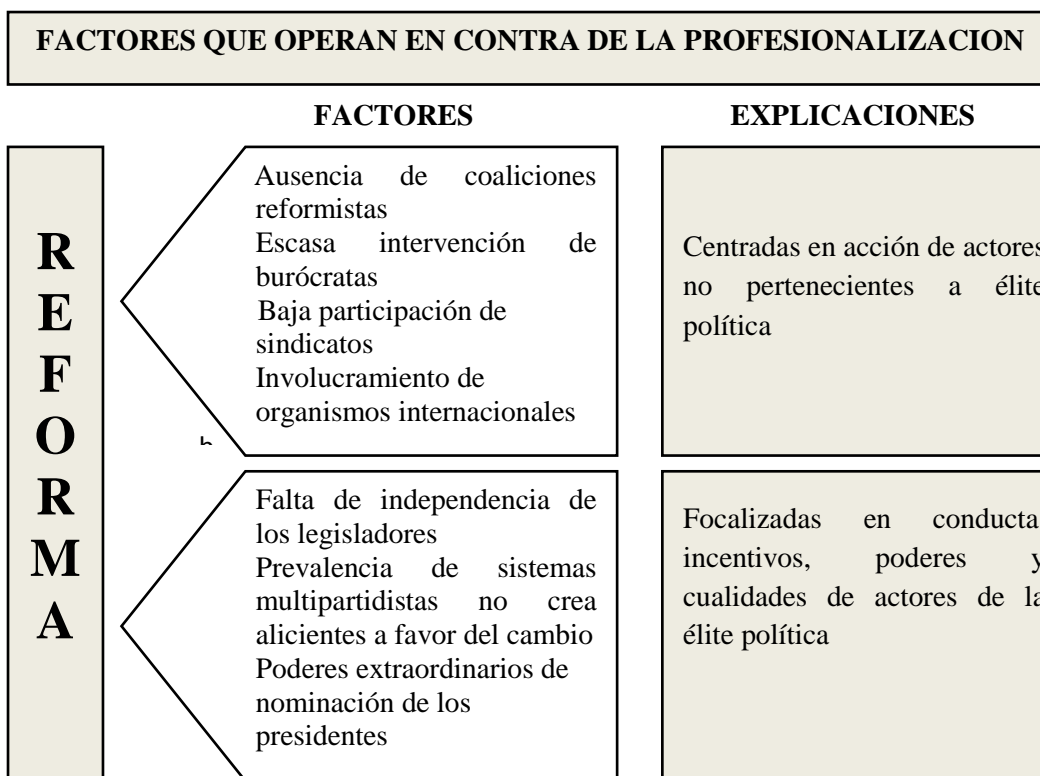 FACTORES QUE OPERAN EN CONTRA DE LA PROFESIONALIZACION
FACTORES
EXPLICACIONES
R
E
F
O
R
M
A
Ausencia de coaliciones
reformistas
Escasa intervención de
burócratas
Baja participación de
sindicatos
Involucramiento de
organismos internacionales
Centradas en acción de actores
no pertenecientes a élite
política
Falta de independencia de
los legisladores
Prevalencia de sistemas
multipartidistas no crea
alicientes a favor del cambio
Poderes extraordinarios de
nominación de los
presidentes
Focalizadas en conducta,
incentivos, poderes y
cualidades de actores de la
élite política